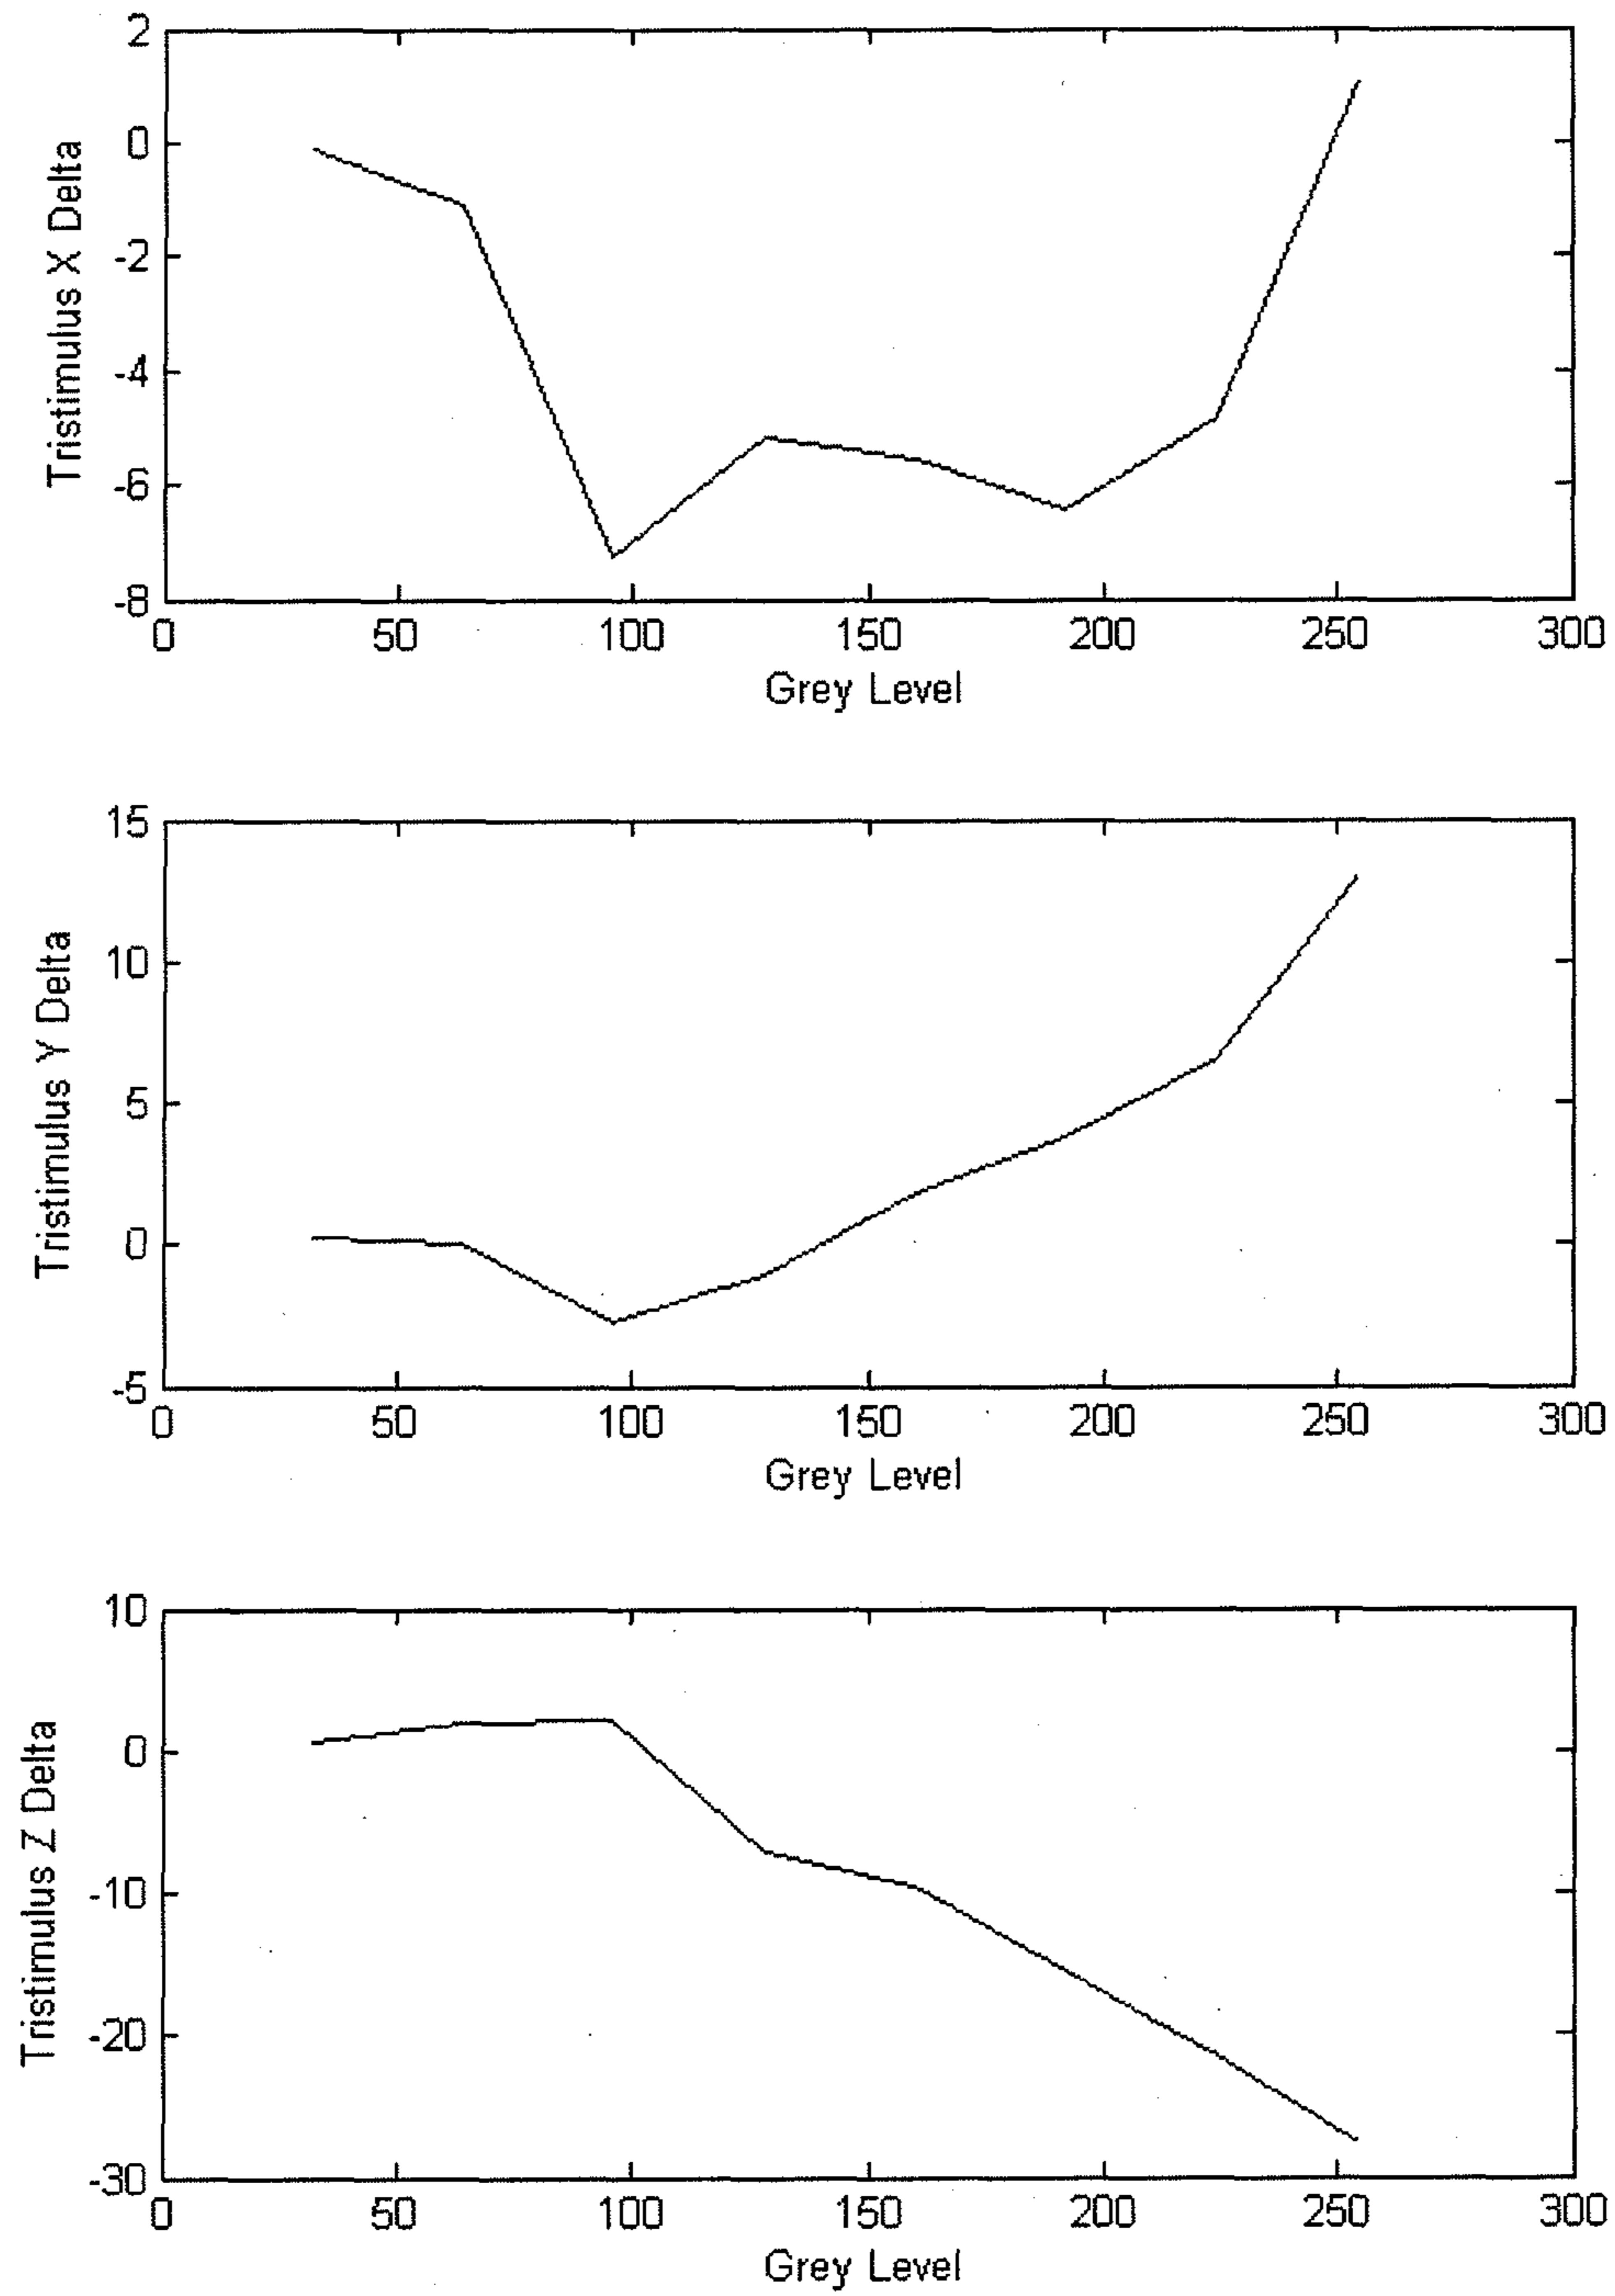 2
0
-2
-4
-6
-8
Tristimulus X Delta
0 50 100 150 200 250 300
Grey Level
15
10
5
0
-5
Tristimulus Y Delta
0 50 100 150 200 250 300
Grey Level
10
0
-10
-20
-30
Tristimulus Z Delta
0 50 100 150 200 250 300
Grey Level